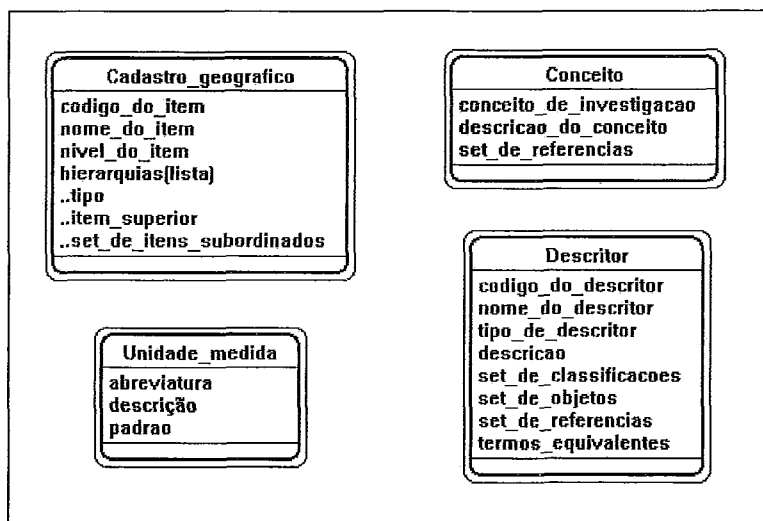 Cadastro_geografico
codigo_do_item
nome_do_item
nivel_do_item
hierarquias(lista)
..tipo
..item_superior
..set_de_itens_subordinados
Conceito
conceito_de_investigacao
descricao_do_conceito
set_de_referencias
Unidade_medida
abreviatura
descrição
padrao
Descritor
codigo_do_descritor
nome_do_descritor
tipo_de_descritor
descricao
set_de_classificacoes
set_de_objetos
set_de_referencias
termos_equivalentes